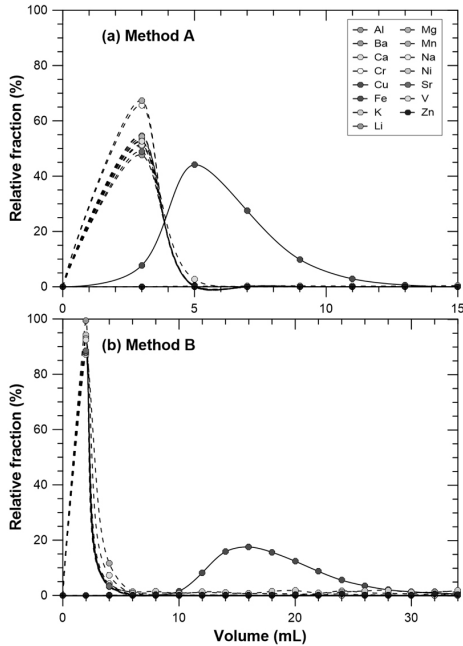 (a) Method A
Al Mg
Ba Mn
Ca Na
Cr Ni
Cu Sr
Fe V
K Zn
Li
Relative fraction (%)
100
80
60
40
20
0
0 5 10 15
(b) Method B
Relative fraction (%)
100
80
60
40
20
0
0 10 20 30
Volume (mL)